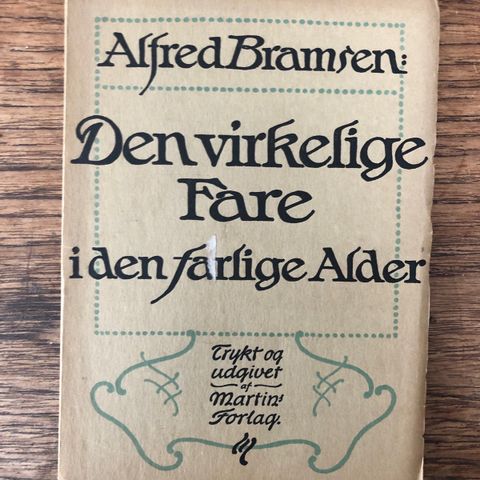 Alfred Bramsen:
Den virkelige
Fare
i den farlige Alder
Trykt og
udgivet
af
Martins
Forlag.